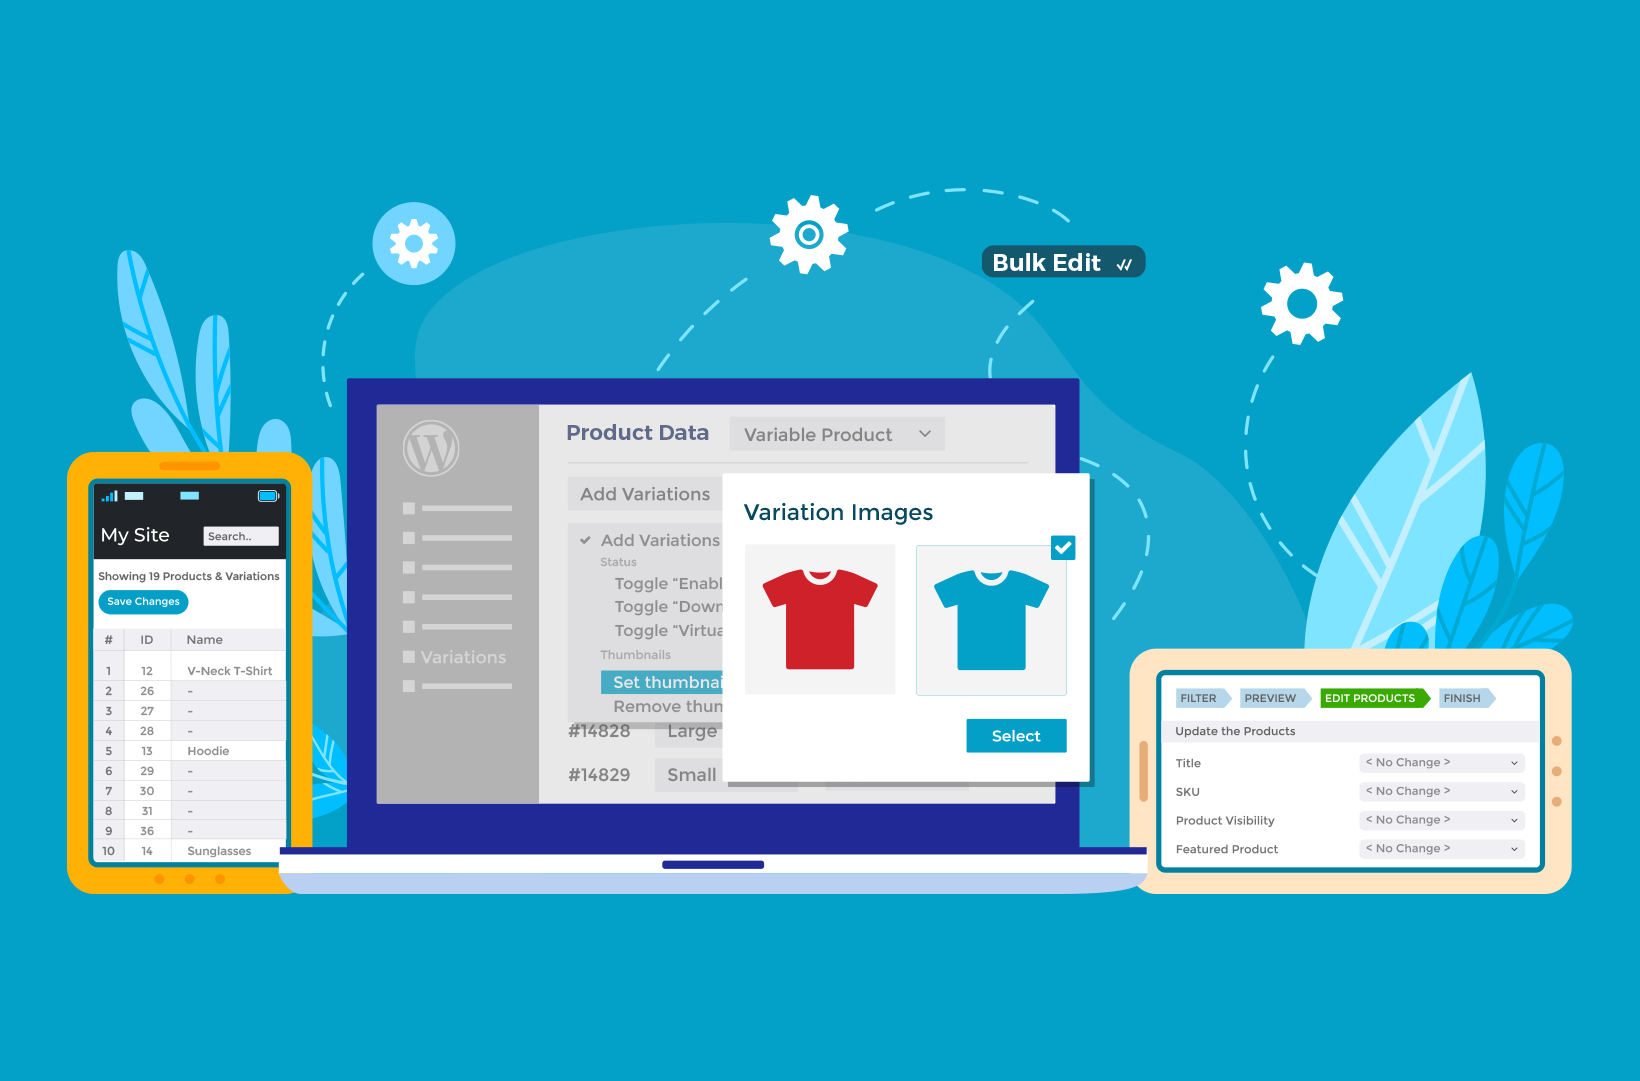 Bulk Edit
My Site
Search..
Showing 19 Products & Variations
Save Changes
# ID Name
1 12 V-Neck T-Shirt
2 26 -
3 27 -
4 28 -
5 13 Hoodie
6 29 -
7 30 -
8 31 -
9 36 -
10 14 Sunglasses
W
Variations
Product Data
Variable Product
Add Variations
Add Variations
Status
Toggle “Enabl
Toggle “Down
Toggle “Virtua
Thumbnails
Set thumbnai
Remove thun
#14828 Large
#14829 Small
Variation Images
Select
FILTER PREVIEW EDIT PRODUCTS FINISH
Update the Products
Title < No Change >
SKU < No Change >
Product Visibility < No Change >
Featured Product < No Change >